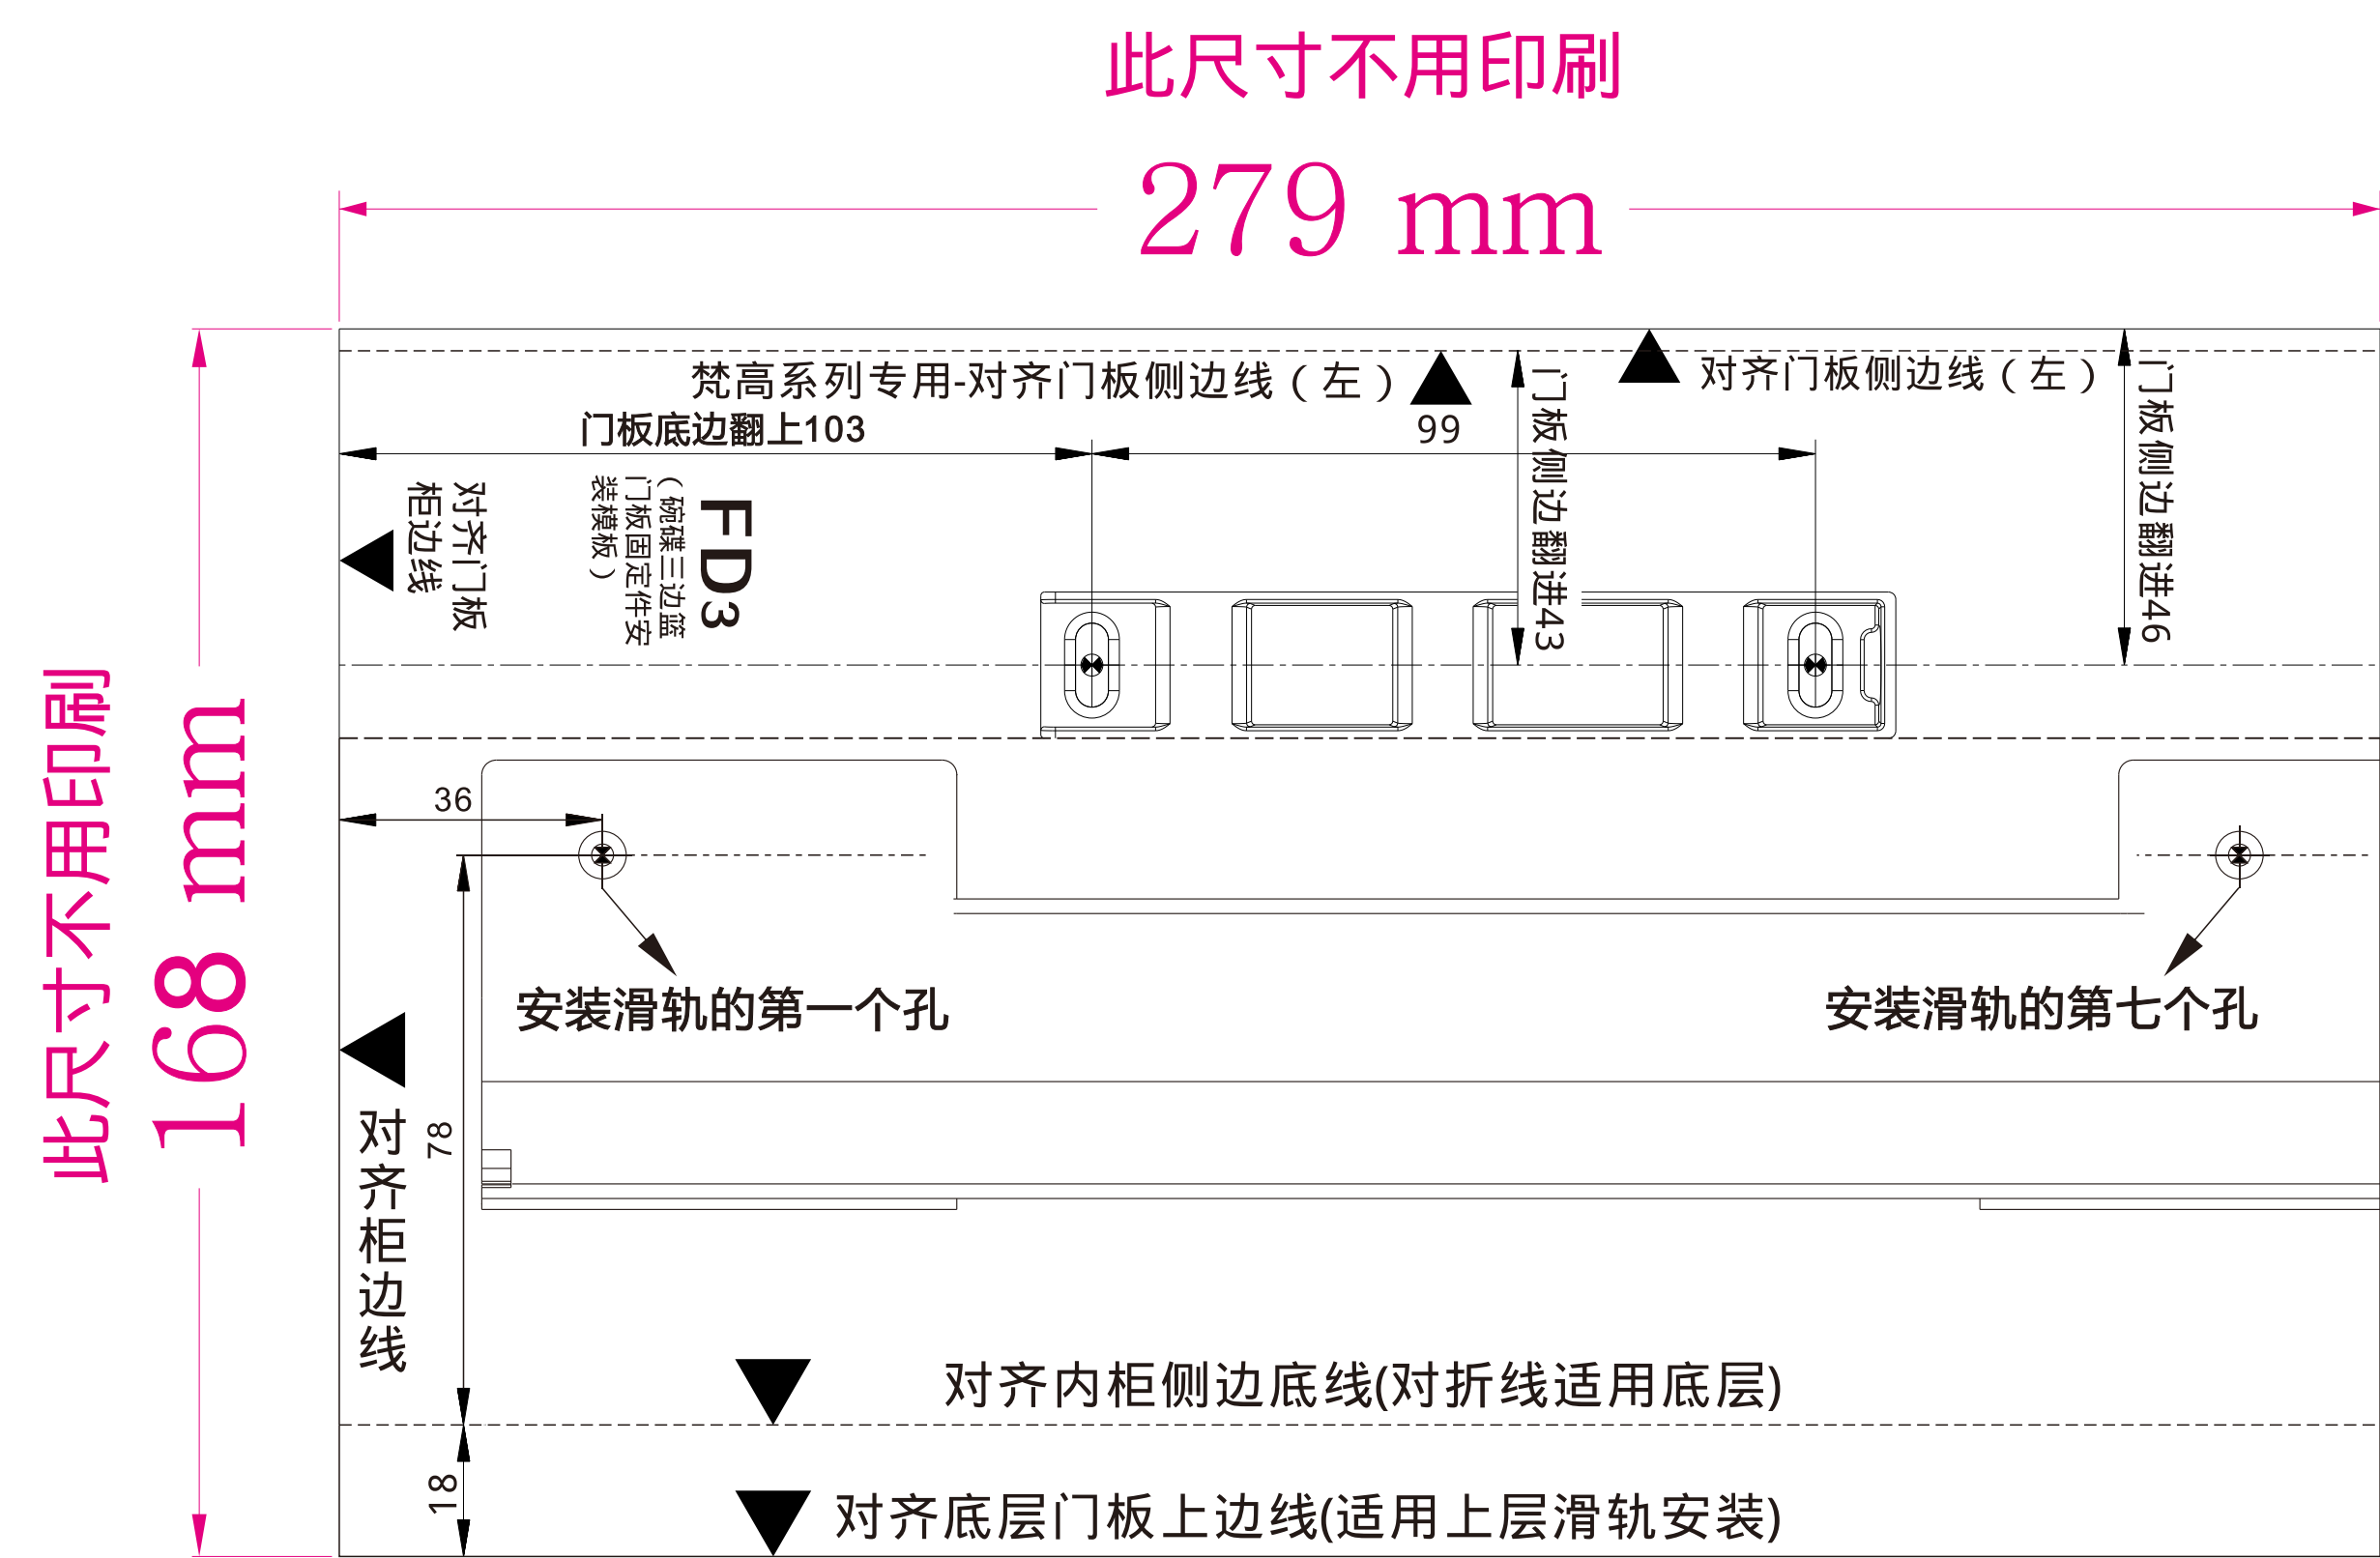 此尺寸不用印刷
279 mm
梵高系列专用-对齐门板侧边线（左）
对齐门板侧边线（左）
门板底边翻上103
99
门板侧边翻进43
门板侧边翻进46
对齐门板
柜边线
FD3
（碗碟三边篮
门板固定件安
装模板）
此尺寸不用印刷
168 mm
36
安装滑轨的第一个孔
安装滑轨的第七个孔
对齐柜边线
78
对齐内柜侧边底线(对折线适用底层)
18
对齐底层门板上边线(适用上层滑轨安装)